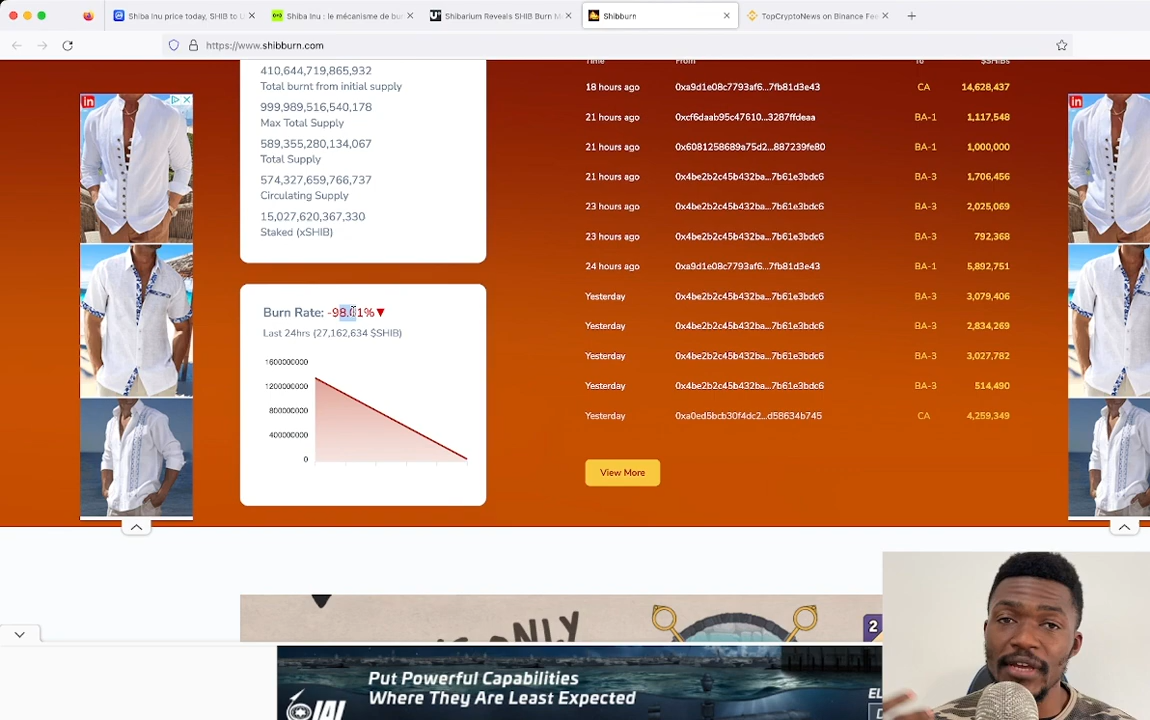 Shiba Inu price today, SHIB to U
Shiba Inu : le mécanisme de bur
Shibarium Reveals SHIB Burn M
Shibburn
TopCryptoNews on Binance Fee
https://www.shibburn.com
410,644,719,865,932
Total burnt from initial supply
999,989,516,540,178
Max Total Supply
589,355,280,134,067
Total Supply
574,327,659,766,737
Circulating Supply
15,027,620,367,330
Staked (xSHIB)
Burn Rate: -98.01%▼
Last 24hrs (27,162,634 $SHIB)
1600000000
1200000000
800000000
400000000
0
Time From To $SHIBs
18 hours ago 0xa9d1e08c7793af6...7fb81d3e43 CA 14,628,437
21 hours ago 0xcf6daab95c47610...3287ffdeaa BA-1 1,117,548
21 hours ago 0x6081258689a75d2...887239fe80 BA-1 1,000,000
21 hours ago 0x4be2b2c45b432ba...7b61e3bdc6 BA-3 1,706,456
23 hours ago 0x4be2b2c45b432ba...7b61e3bdc6 BA-3 2,025,069
23 hours ago 0x4be2b2c45b432ba...7b61e3bdc6 BA-3 792,368
24 hours ago 0xa9d1e08c7793af6...7fb81d3e43 BA-1 5,892,751
Yesterday 0x4be2b2c45b432ba...7b61e3bdc6 BA-3 3,079,406
Yesterday 0x4be2b2c45b432ba...7b61e3bdc6 BA-3 2,834,269
Yesterday 0x4be2b2c45b432ba...7b61e3bdc6 BA-3 3,027,782
Yesterday 0x4be2b2c45b432ba...7b61e3bdc6 BA-3 514,490
Yesterday 0xa0ed5bcb30f4dc2...d58634b745 CA 4,259,349
View More
in
in
ONLY
2
Put Powerful Capabilities
Where They Are Least Expected
EL